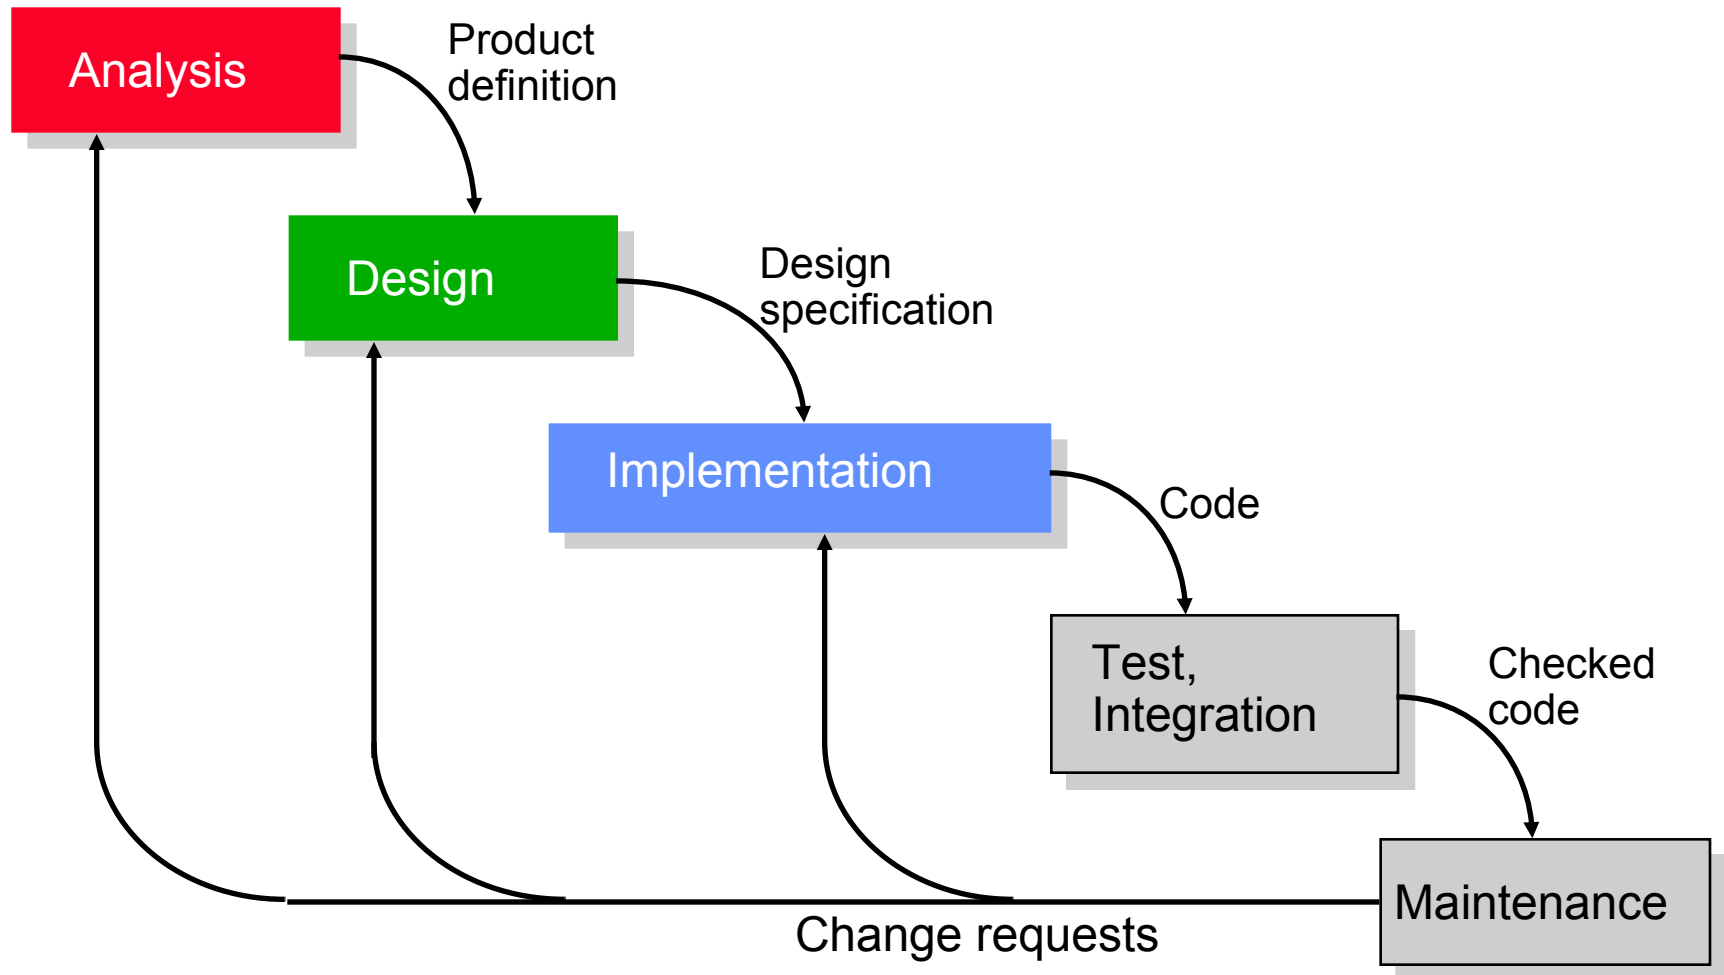 Analysis
Product
definition
Design
Design
specification
Implementation
Code
Test,
Integration
Checked
code
Maintenance
Change requests